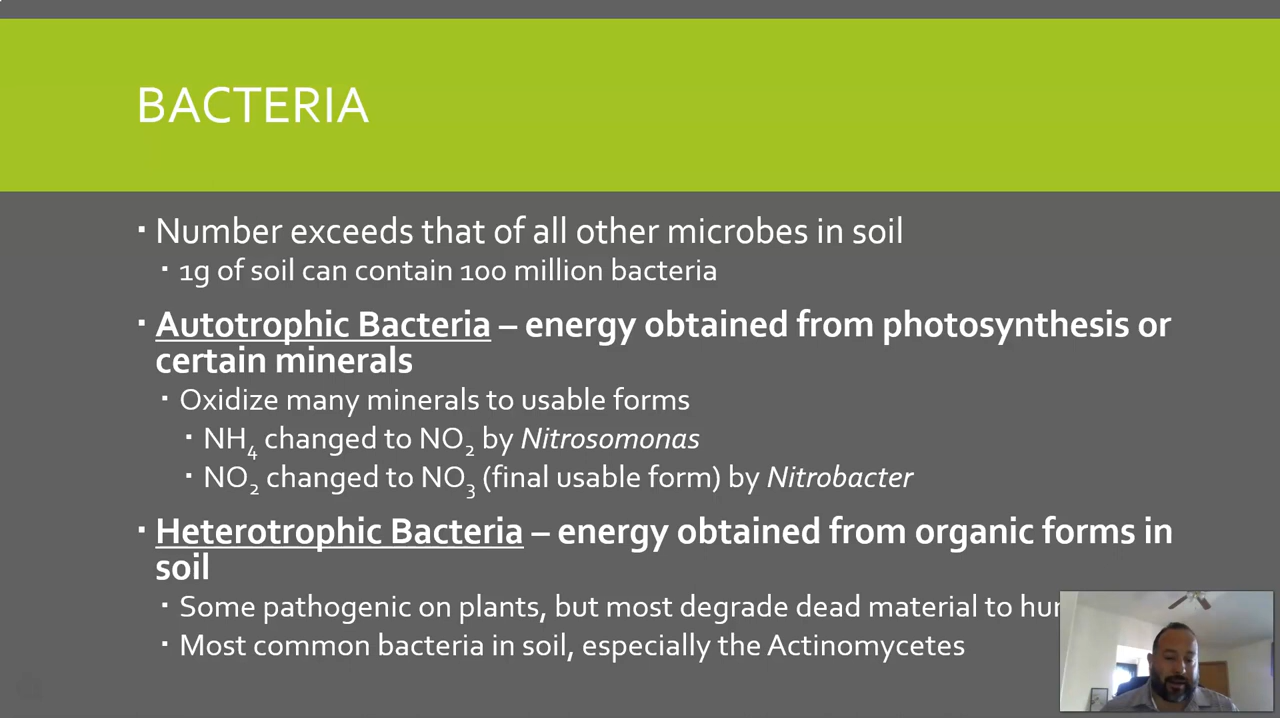 BACTERIA
▪ Number exceeds that of all other microbes in soil
▪ 1g of soil can contain 100 million bacteria
▪ Autotrophic Bacteria – energy obtained from photosynthesis or
certain minerals
▪ Oxidize many minerals to usable forms
▪ NH₄ changed to NO₂ by Nitrosomonas
▪ NO₂ changed to NO₃ (final usable form) by Nitrobacter
▪ Heterotrophic Bacteria – energy obtained from organic forms in
soil
▪ Some pathogenic on plants, but most degrade dead material to
▪ Most common bacteria in soil, especially the Actinomycetes